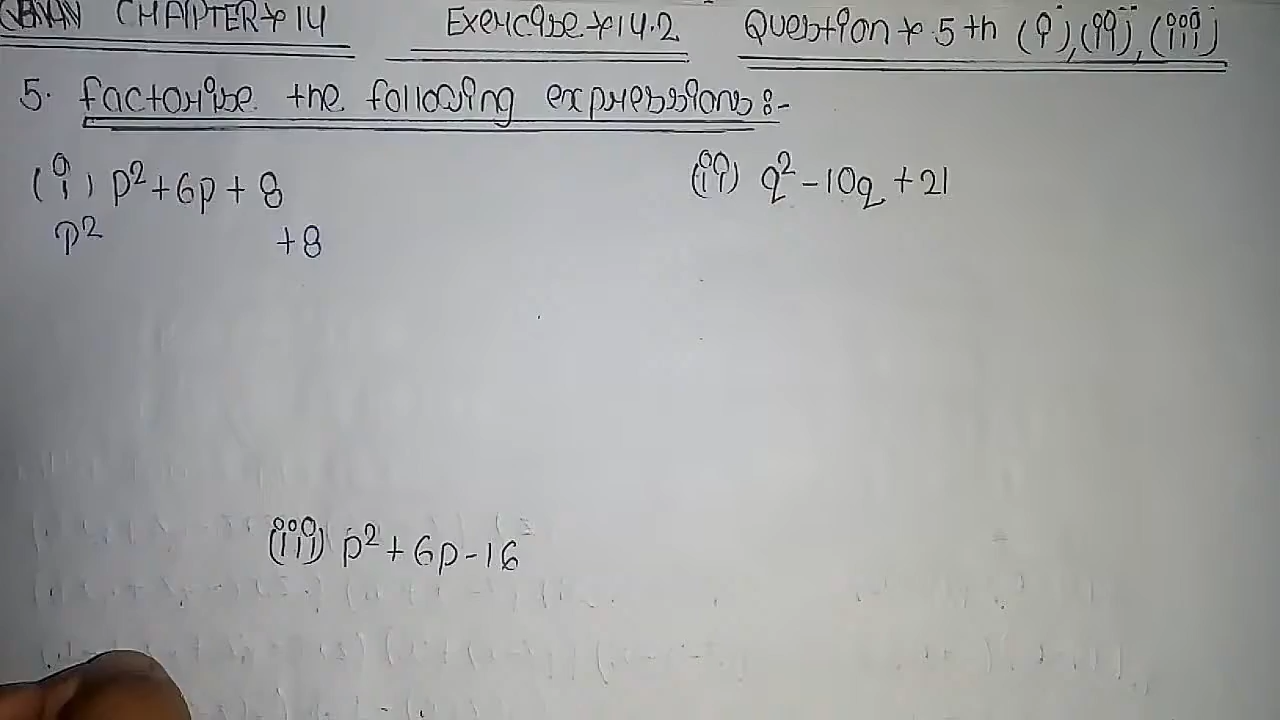 CHAPTER → 14 Exercise → 14.2 Question → 5th (i), (ii), (iii)
5. factorise the following expressions :-
(i) p² + 6p + 8 (ii) q² - 10q + 21
p² + 8
(iii) p² + 6p - 16